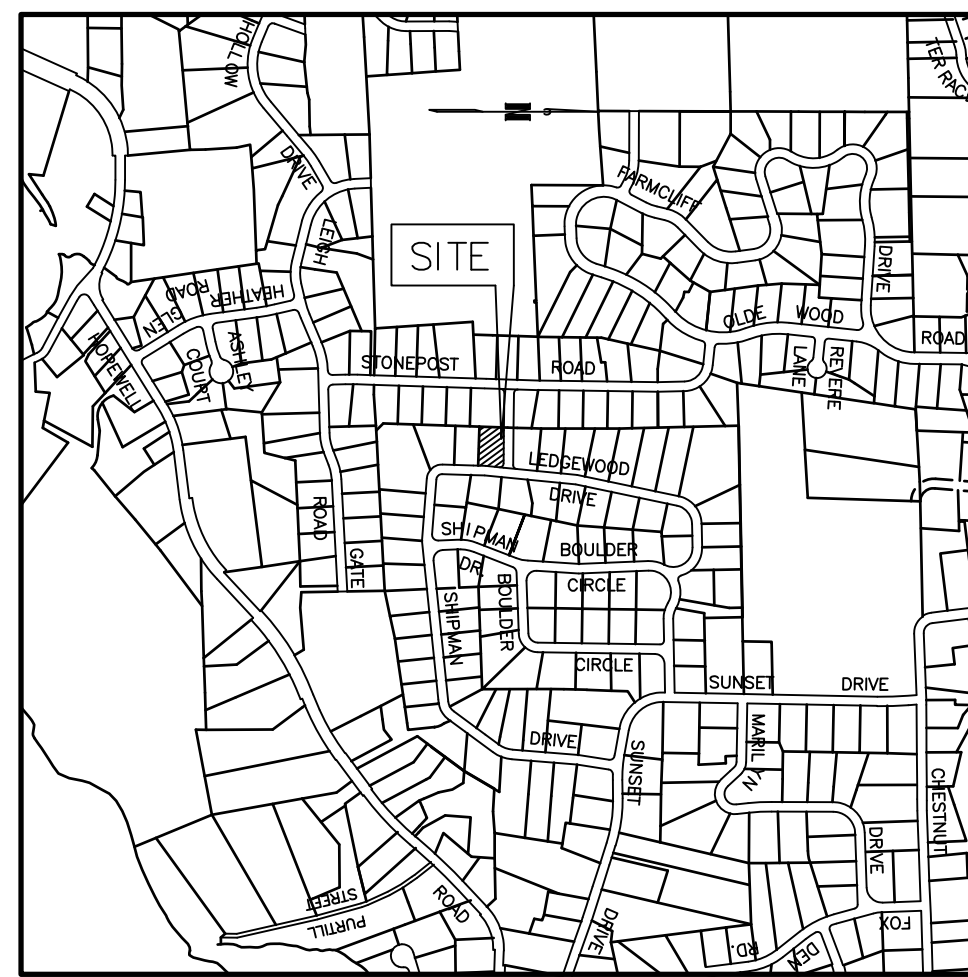 HOLLOW
DRIVE
TERRAC
N
FARMCLIFF
DRIVE
LEIGH
SITE
HEATHER
GLEN
ROAD
ASHLEY
COURT
HOPEWELL
OLDE WOOD
ROAD
REVERE
LANE
STONEPOST ROAD
LEDGEWOOD
DRIVE
ROAD
GATE
SHIPMAN
DR.
BOULDER
CIRCLE
BOULDER
SHIPMAN
CIRCLE
SUNSET DRIVE
DRIVE
SUNSET
MARILYN
CHESTNUT
DRIVE
STREET
PURTILL
ROAD
DRIVE
RD.
DEN
FOX